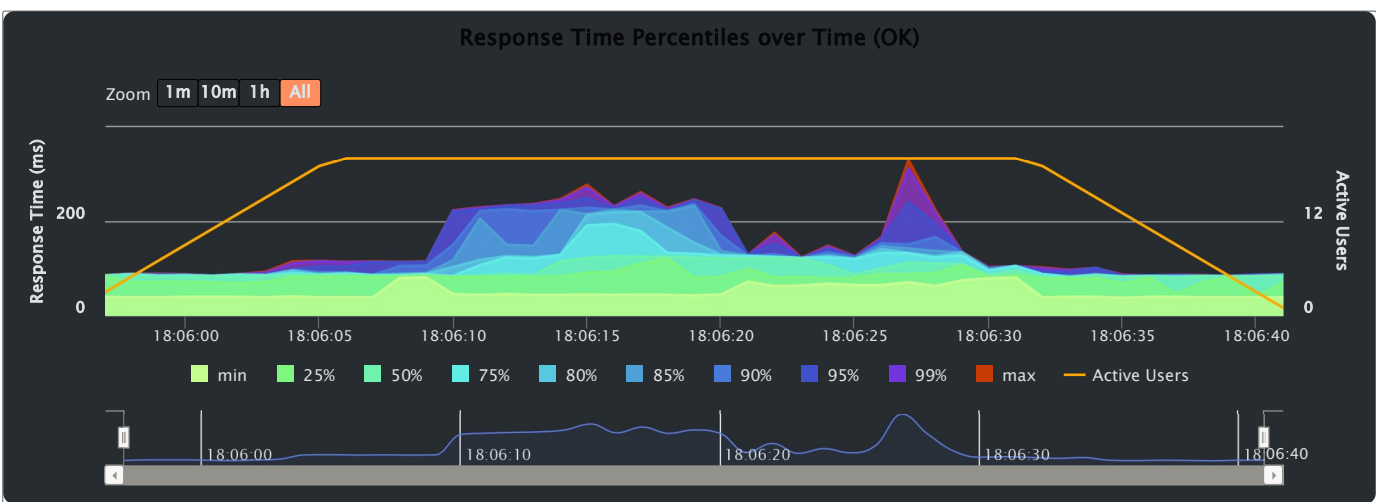 Response Time Percentiles over Time (OK)
Zoom 1m 10m 1h All
Response Time (ms)
200
0
Active Users
12
0
18:06:00 18:06:05 18:06:10 18:06:15 18:06:20 18:06:25 18:06:30 18:06:35 18:06:40
min 25% 50% 75% 80% 85% 90% 95% 99% max Active Users
18:06:00 18:06:10 18:06:20 18:06:30 18:06:40